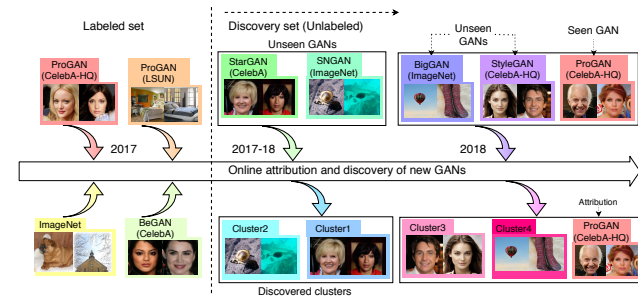 Labeled set
Discovery set (Unlabeled)
Unseen GANs
ProGAN
(CelebA-HQ)
ProGAN
(LSUN)
StarGAN
(CelebA)
SNGAN
(ImageNet)
Unseen
GANs
Seen GAN
BigGAN
(ImageNet)
StyleGAN
(CelebA-HQ)
ProGAN
(CelebA-HQ)
2017
2017-18
2018
Online attribution and discovery of new GANs
ImageNet
BeGAN
(CelebA)
Cluster2
Cluster1
Discovered clusters
Attribution
Cluster3
Cluster4
ProGAN
(CelebA-HQ)